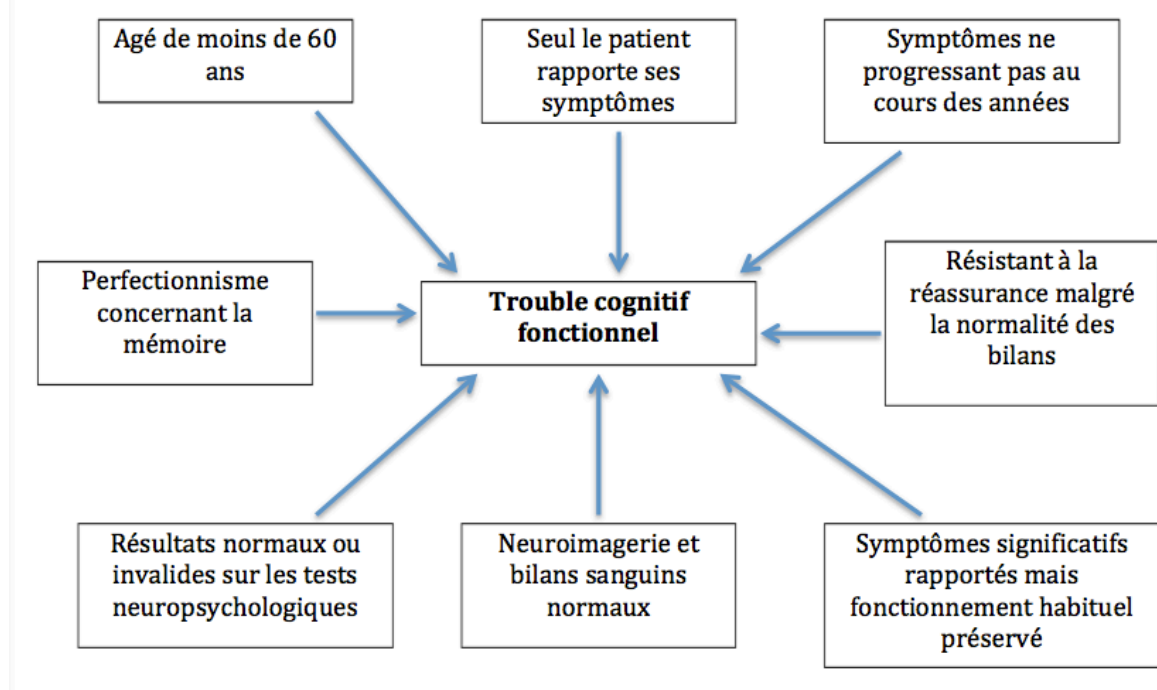 Agé de moins de 60
ans
Seul le patient
rapporte ses
symptômes
Symptômes ne
progressant pas au
cours des années
Perfectionnisme
concernant la
mémoire
Trouble cognitif
fonctionnel
Résistant à la
réassurance malgré
la normalité des
bilans
Résultats normaux ou
invalides sur les tests
neuropsychologiques
Neuroimagerie et
bilans sanguins
normaux
Symptômes significatifs
rapportés mais
fonctionnement habituel
préservé